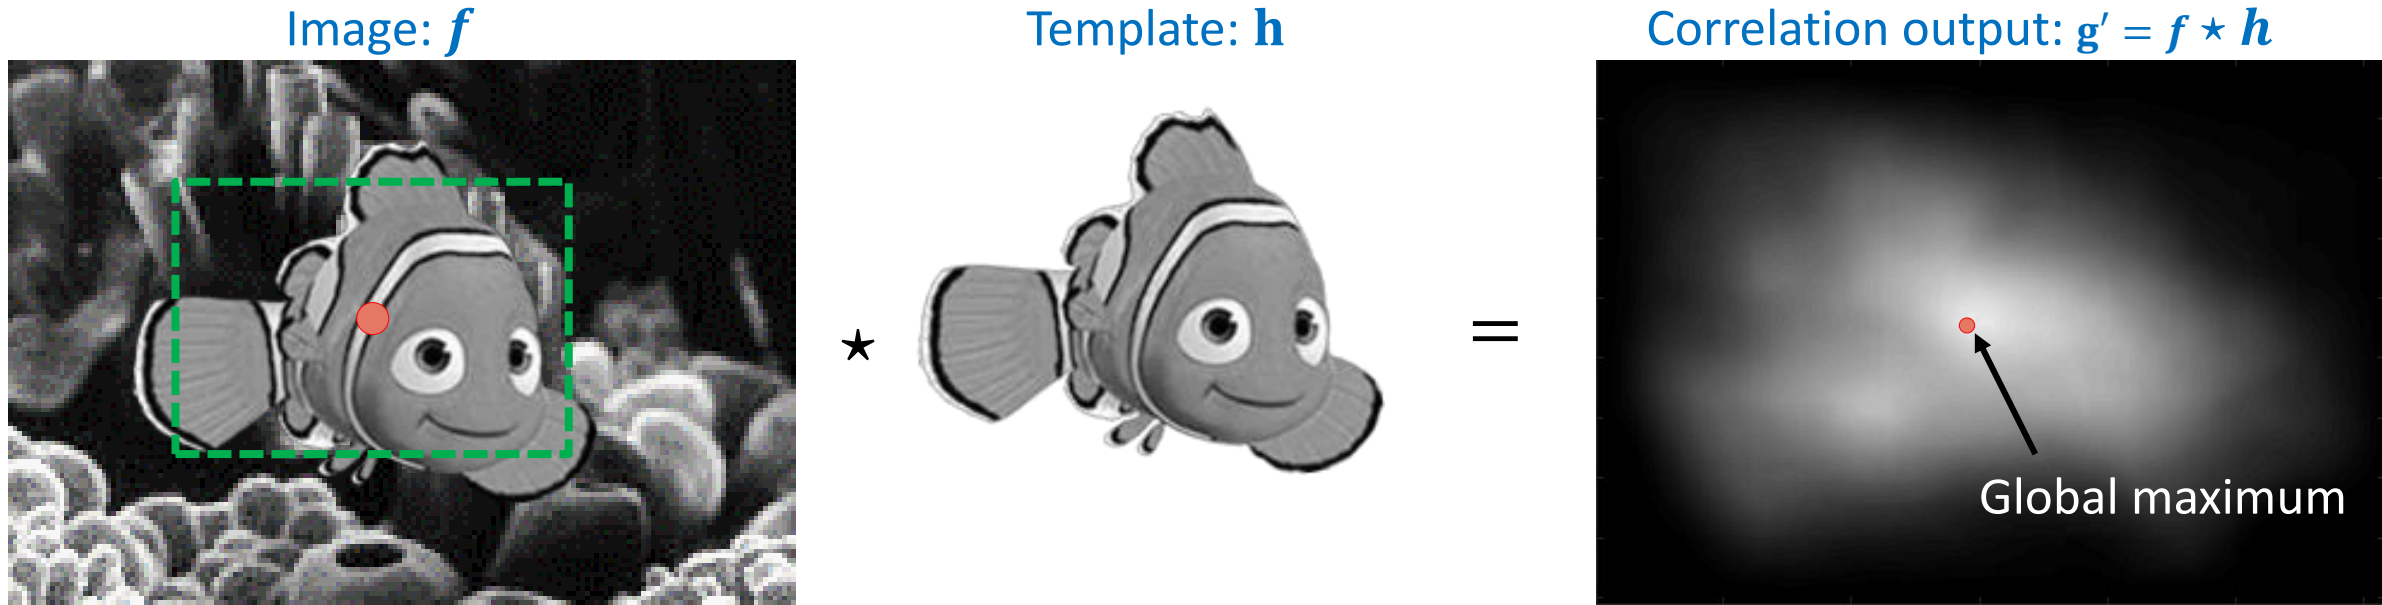 Image: f
Template: h
Correlation output: g′ = f ⋆ h
⋆
=
Global maximum